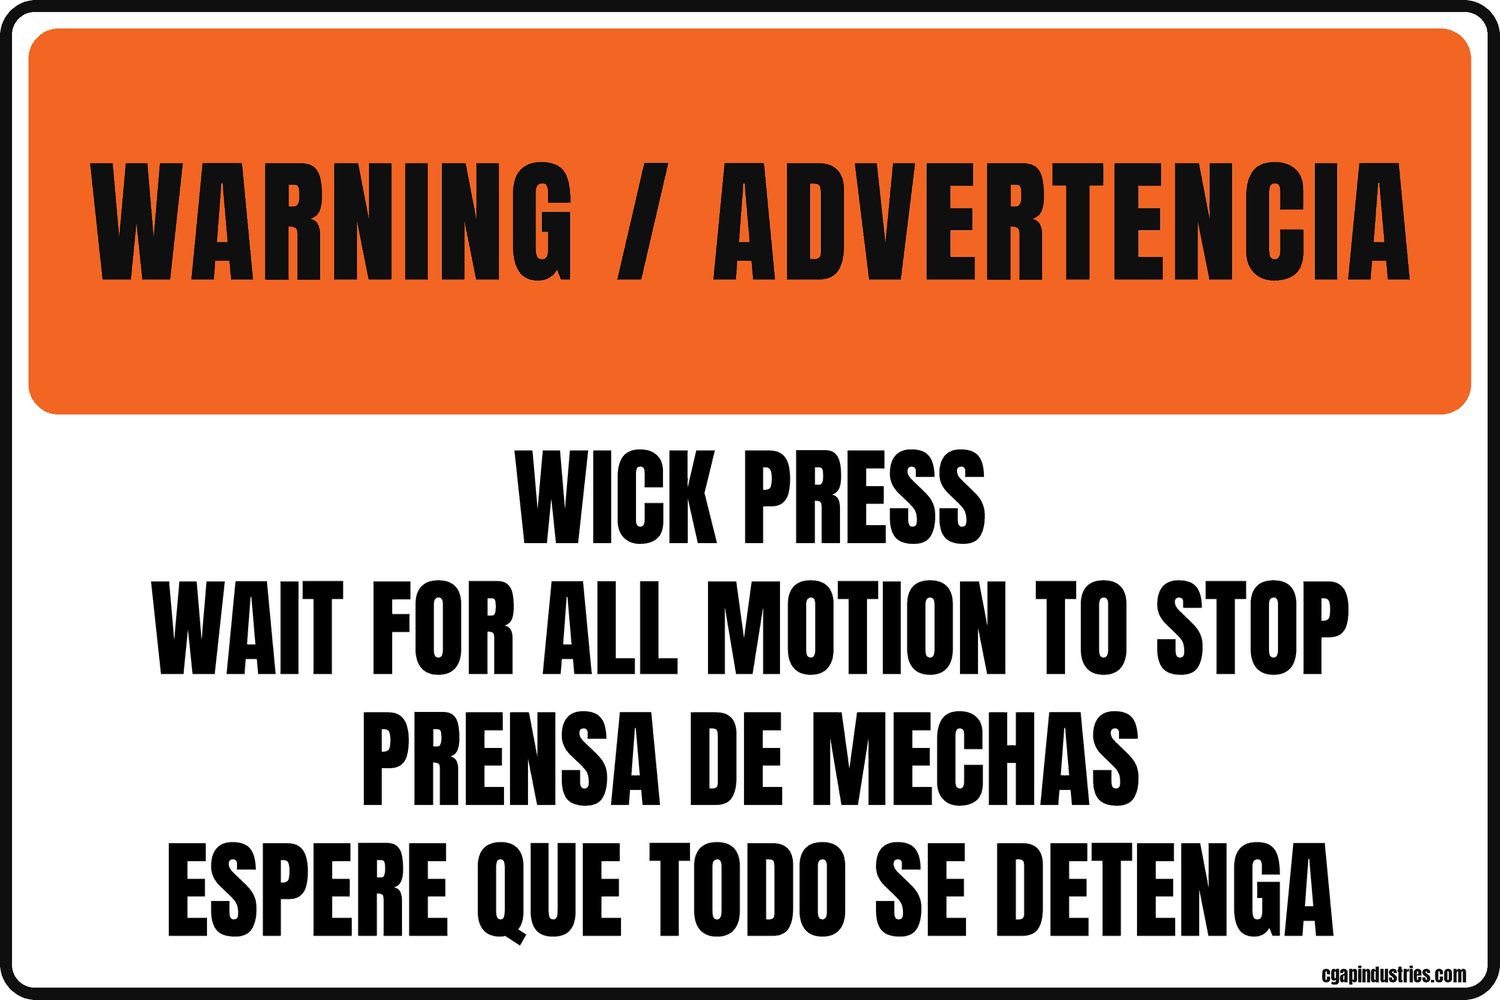 WARNING / ADVERTENCIA
WICK PRESS
WAIT FOR ALL MOTION TO STOP
PRENSA DE MECHAS
ESPERE QUE TODO SE DETENGA
cgapindustries.com